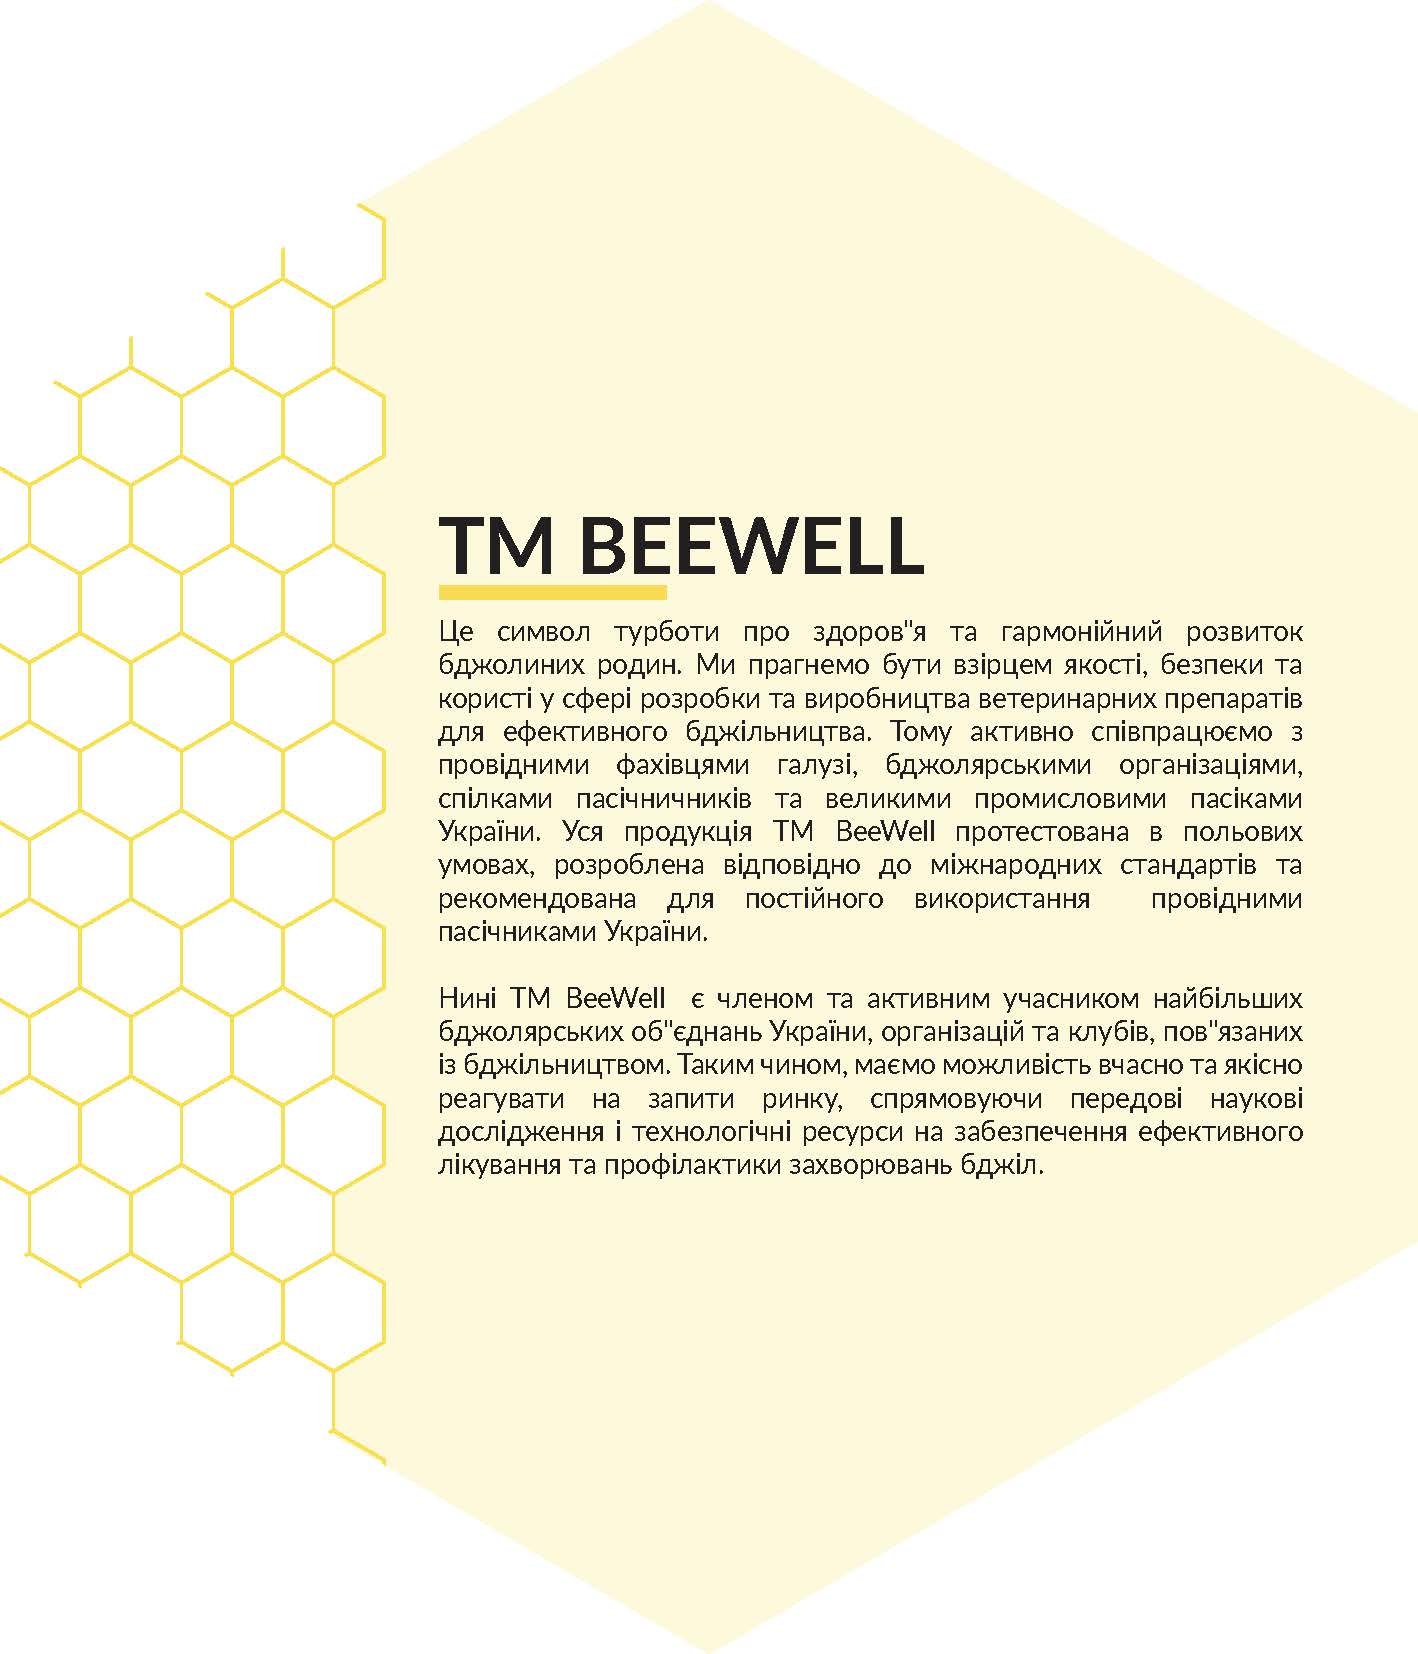 ТМ BEEWELL
Це символ турботи про здоров"я та гармонійний розвиток
бджолиних родин. Ми прагнемо бути взірцем якості, безпеки та
користі у сфері розробки та виробництва ветеринарних препаратів
для ефективного бджільництва. Тому активно співпрацюємо з
провідними фахівцями галузі, бджолярськими організаціями,
спілками пасічничників та великими промисловими пасіками
України. Уся продукція ТМ BeeWell протестована в польових
умовах, розроблена відповідно до міжнародних стандартів та
рекомендована для постійного використання провідними
пасічниками України.
Нині ТМ BeeWell є членом та активним учасником найбільших
бджолярських об"єднань України, організацій та клубів, пов"язаних
із бджільництвом. Таким чином, маємо можливість вчасно та якісно
реагувати на запити ринку, спрямовуючи передові наукові
дослідження і технологічні ресурси на забезпечення ефективного
лікування та профілактики захворювань бджіл.